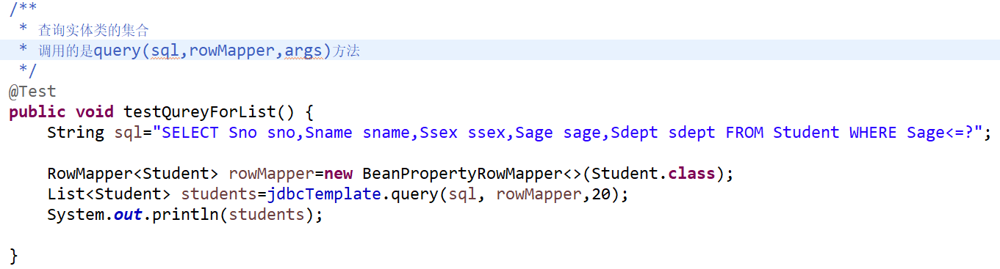 /**
 * 查询实体类的集合
 * 调用的是query(sql,rowMapper,args)方法
 */
@Test
public void testQureyForList() {
    String sql="SELECT Sno sno,Sname sname,Ssex ssex,Sage sage,Sdept sdept FROM Student WHERE Sage<=?";
    RowMapper<Student> rowMapper=new BeanPropertyRowMapper<>(Student.class);
    List<Student> students=jdbcTemplate.query(sql, rowMapper,20);
    System.out.println(students);
}